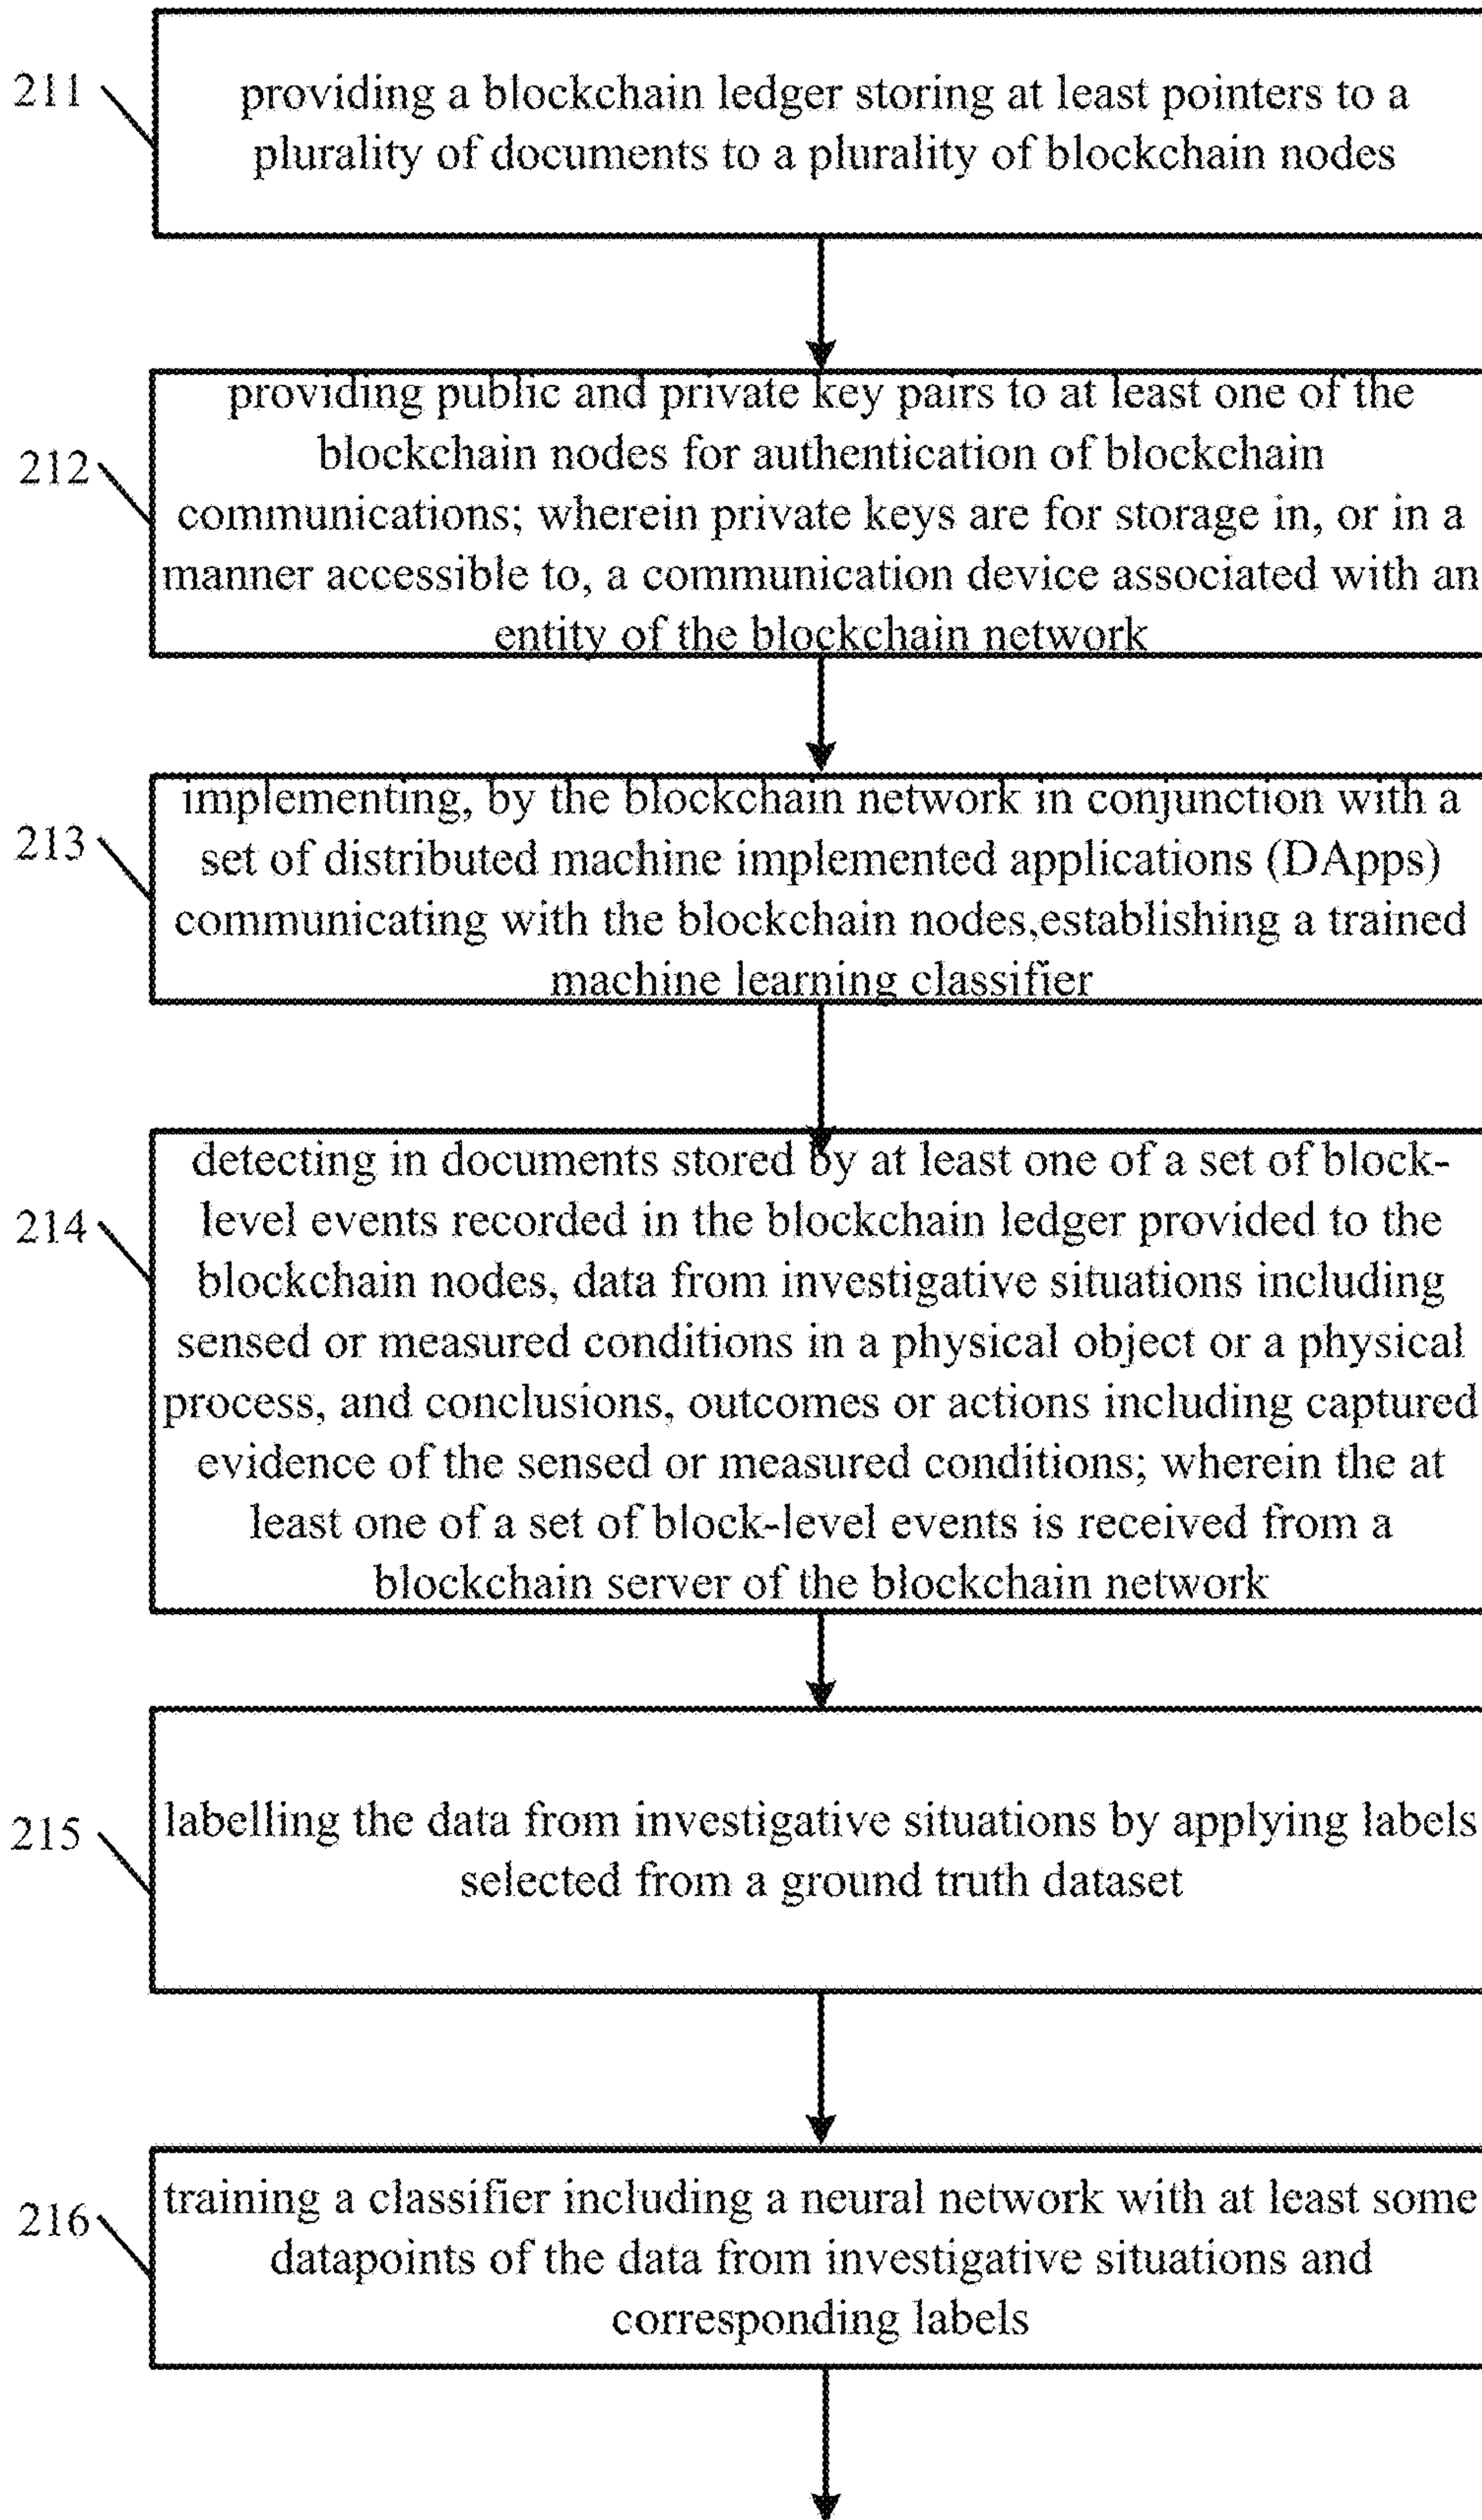 211
providing a blockchain ledger storing at least pointers to a
plurality of documents to a plurality of blockchain nodes
212
providing public and private key pairs to at least one of the
blockchain nodes for authentication of blockchain
communications; wherein private keys are for storage in, or in a
manner accessible to, a communication device associated with an
entity of the blockchain network
213
implementing, by the blockchain network in conjunction with a
set of distributed machine implemented applications (DApps)
communicating with the blockchain nodes,establishing a trained
machine learning classifier
214
detecting in documents stored by at least one of a set of block-
level events recorded in the blockchain ledger provided to the
blockchain nodes, data from investigative situations including
sensed or measured conditions in a physical object or a physical
process, and conclusions, outcomes or actions including captured
evidence of the sensed or measured conditions; wherein the at
least one of a set of block-level events is received from a
blockchain server of the blockchain network
215
labelling the data from investigative situations by applying labels
selected from a ground truth dataset
216
training a classifier including a neural network with at least some
datapoints of the data from investigative situations and
corresponding labels